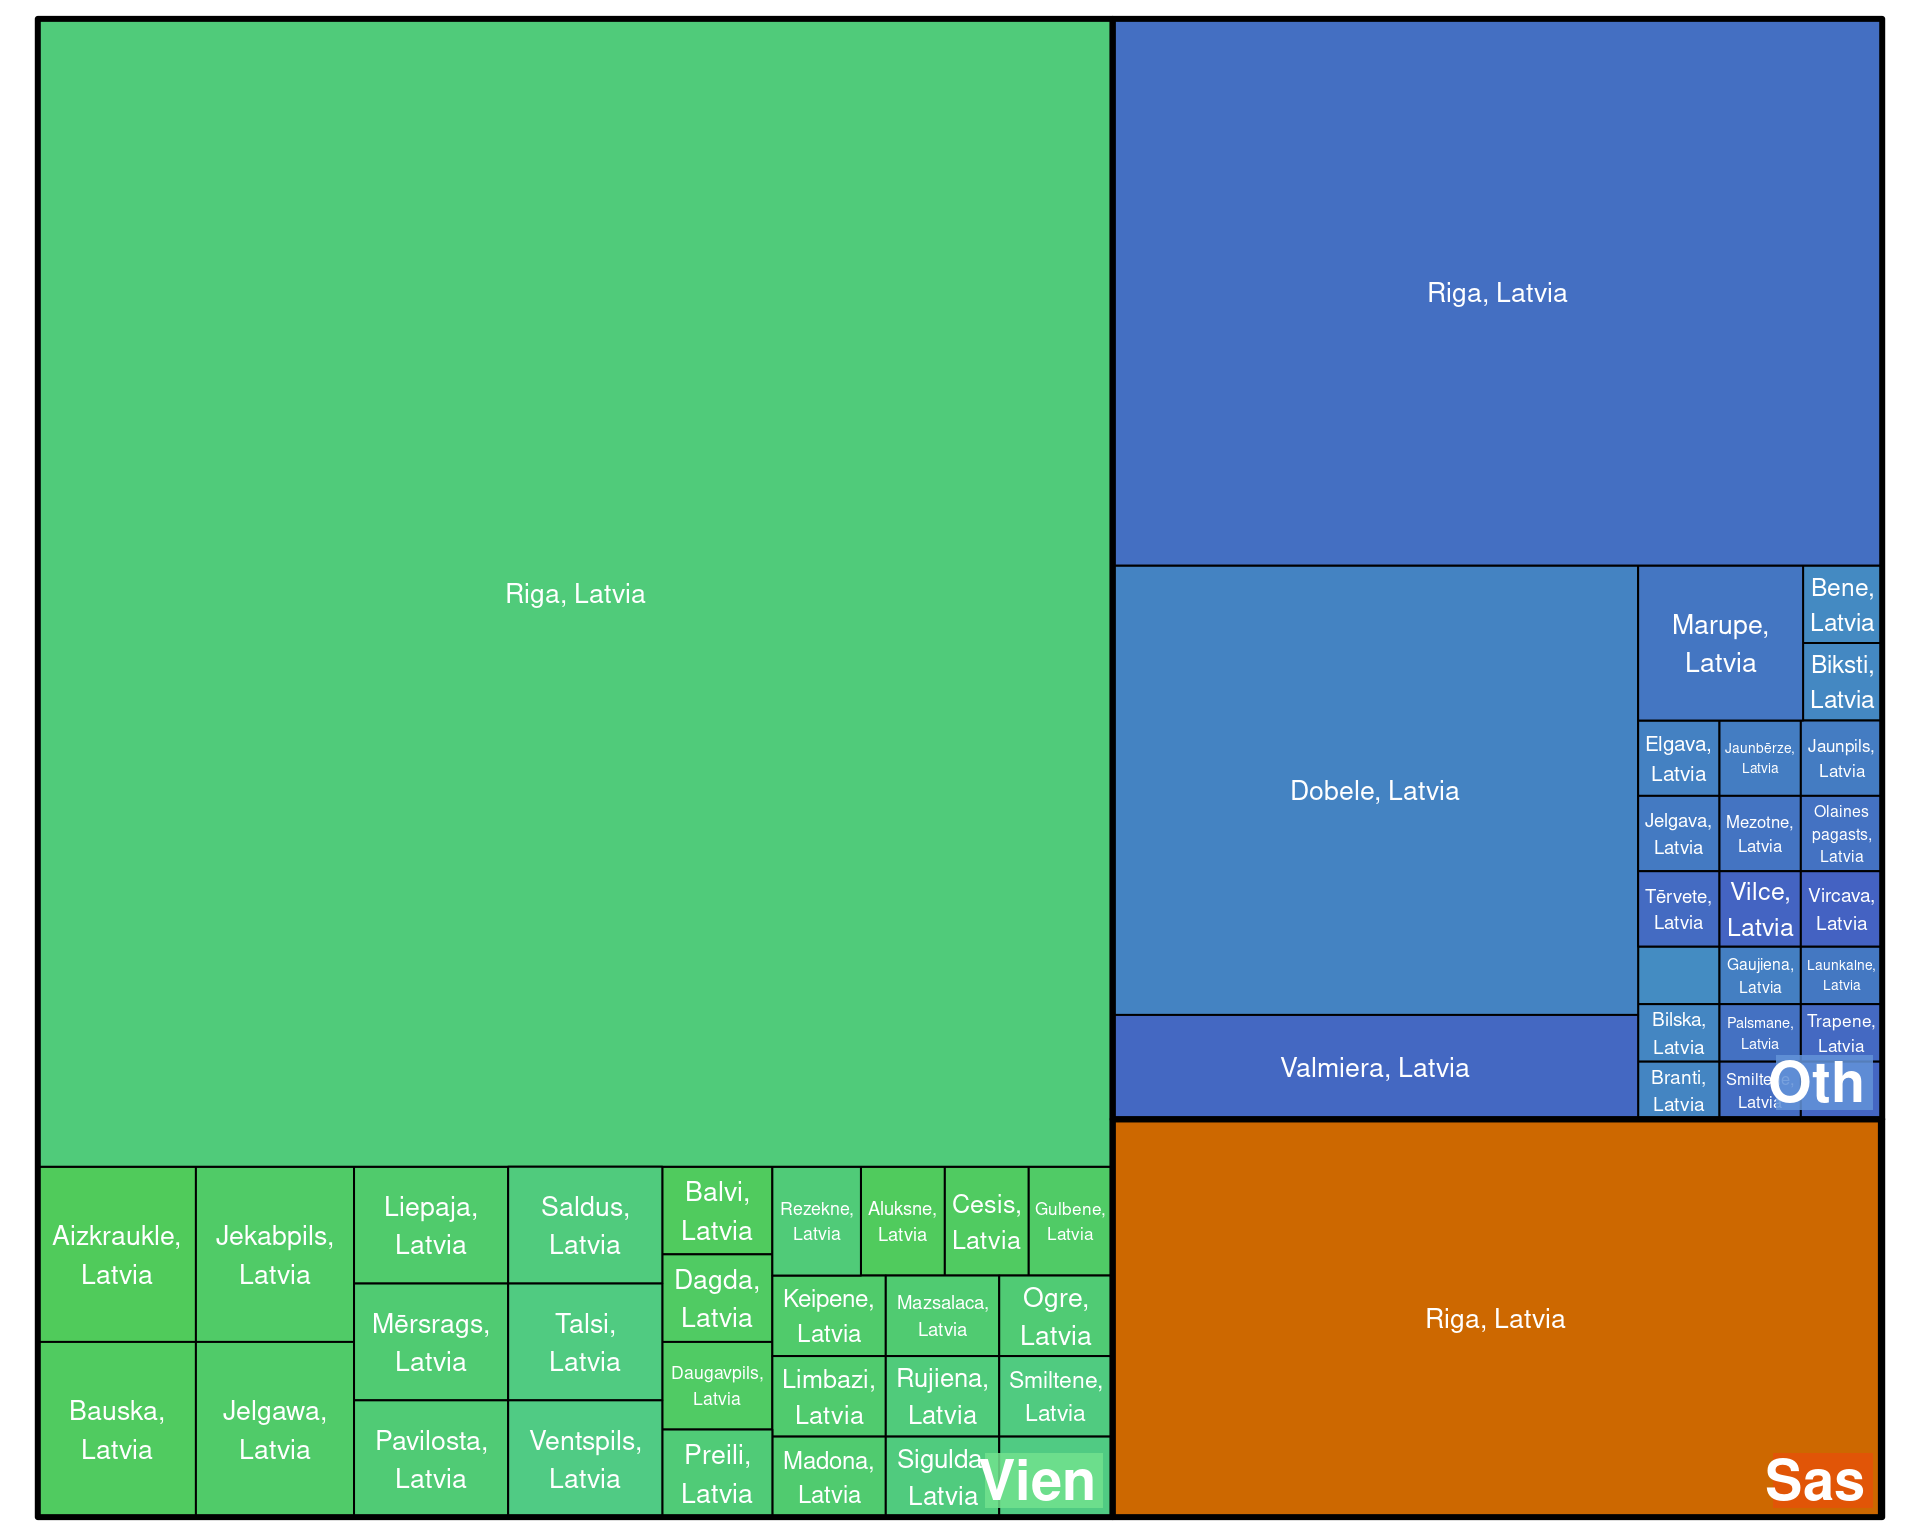 Riga, Latvia
Aizkraukle,
Latvia
Bauska,
Latvia
Jekabpils,
Latvia
Jelgawa,
Latvia
Liepaja,
Latvia
Mērsrags,
Latvia
Pavilosta,
Latvia
Saldus,
Latvia
Talsi,
Latvia
Ventspils,
Latvia
Balvi,
Latvia
Dagda,
Latvia
Daugavpils,
Latvia
Preili,
Latvia
Rezekne,
Latvia
Aluksne,
Latvia
Cesis,
Latvia
Gulbene,
Latvia
Keipene,
Latvia
Limbazi,
Latvia
Madona,
Latvia
Mazsalaca,
Latvia
Rujiena,
Latvia
Sigulda,
Latvia
Ogre,
Latvia
Smiltene,
Latvia
Vien
Riga, Latvia
Dobele, Latvia
Valmiera, Latvia
Marupe,
Latvia
Bene,
Latvia
Biksti,
Latvia
Elgava,
Latvia
Jaunbērze,
Latvia
Jaunpils,
Latvia
Jelgava,
Latvia
Mezotne,
Latvia
Olaines
pagasts,
Latvia
Tērvete,
Latvia
Vilce,
Latvia
Vircava,
Latvia
Gaujiena,
Latvia
Launkalne,
Latvia
Bilska,
Latvia
Palsmane,
Latvia
Trapene,
Latvia
Branti,
Latvia
Smiltene,
Latvia
Oth
Riga, Latvia
Sas